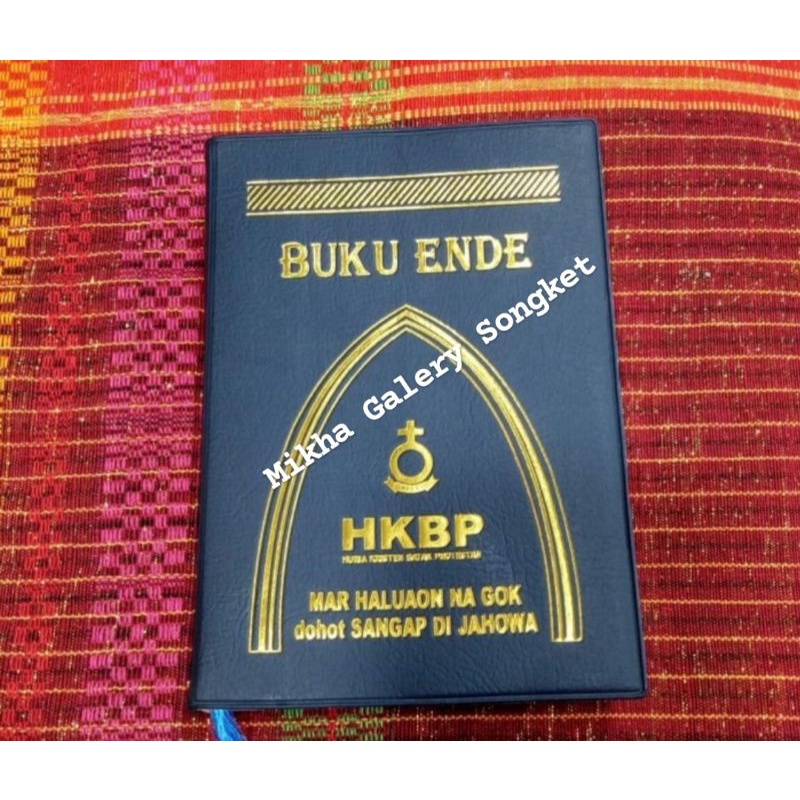 BUKU ENDE
Mikha Galery Songket
HKBP
HURIA KRISTEN BATAK PROTESTAN
MAR HALUAON NA GOK
dohot SANGAP DI JAHOWA